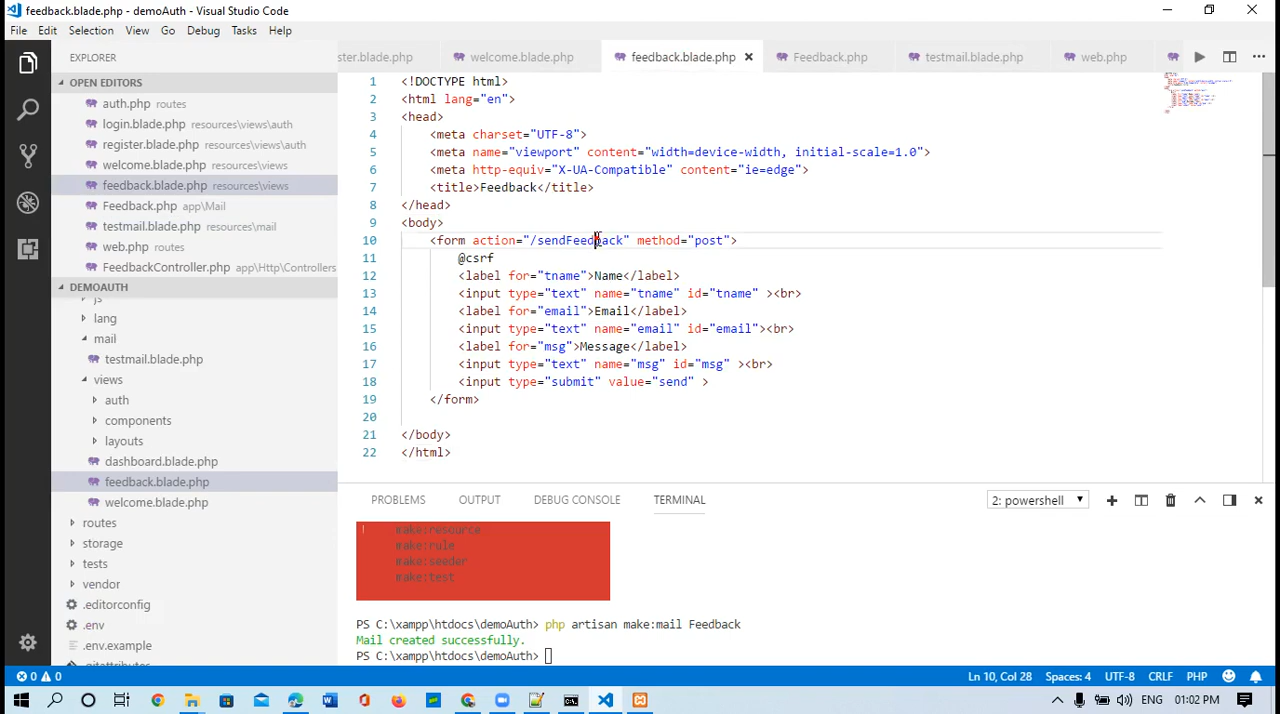 feedback.blade.php - demoAuth - Visual Studio Code
File Edit Selection View Go Debug Tasks Help
EXPLORER
ster.blade.php welcome.blade.php feedback.blade.php Feedback.php testmail.blade.php web.php
OPEN EDITORS
auth.php routes
login.blade.php resources\views\auth
register.blade.php resources\views\auth
welcome.blade.php resources\views
feedback.blade.php resources\views
Feedback.php app\Mail
testmail.blade.php resources\mail
web.php routes
FeedbackController.php app\Http\Controllers
DEMOAUTH
js
lang
mail
testmail.blade.php
views
auth
components
layouts
dashboard.blade.php
feedback.blade.php
welcome.blade.php
routes
storage
tests
vendor
.editorconfig
.env
.env.example
.gitattributes
1 <!DOCTYPE html>
2 <html lang="en">
3 <head>
4 <meta charset="UTF-8">
5 <meta name="viewport" content="width=device-width, initial-scale=1.0">
6 <meta http-equiv="X-UA-Compatible" content="ie=edge">
7 <title>Feedback</title>
8 </head>
9 <body>
10 <form action="/sendFeedback" method="post">
11 @csrf
12 <label for="tname">Name</label>
13 <input type="text" name="tname" id="tname" ><br>
14 <label for="email">Email</label>
15 <input type="text" name="email" id="email"><br>
16 <label for="msg">Message</label>
17 <input type="text" name="msg" id="msg" ><br>
18 <input type="submit" value="send" >
19 </form>
20
21 </body>
22 </html>
PROBLEMS OUTPUT DEBUG CONSOLE TERMINAL 2: powershell
make:resource
make:rule
make:seeder
make:test
PS C:\xampp\htdocs\demoAuth> php artisan make:mail Feedback
Mail created successfully.
PS C:\xampp\htdocs\demoAuth>
0 0 Ln 10, Col 28 Spaces: 4 UTF-8 CRLF PHP
ENG 01:02 PM